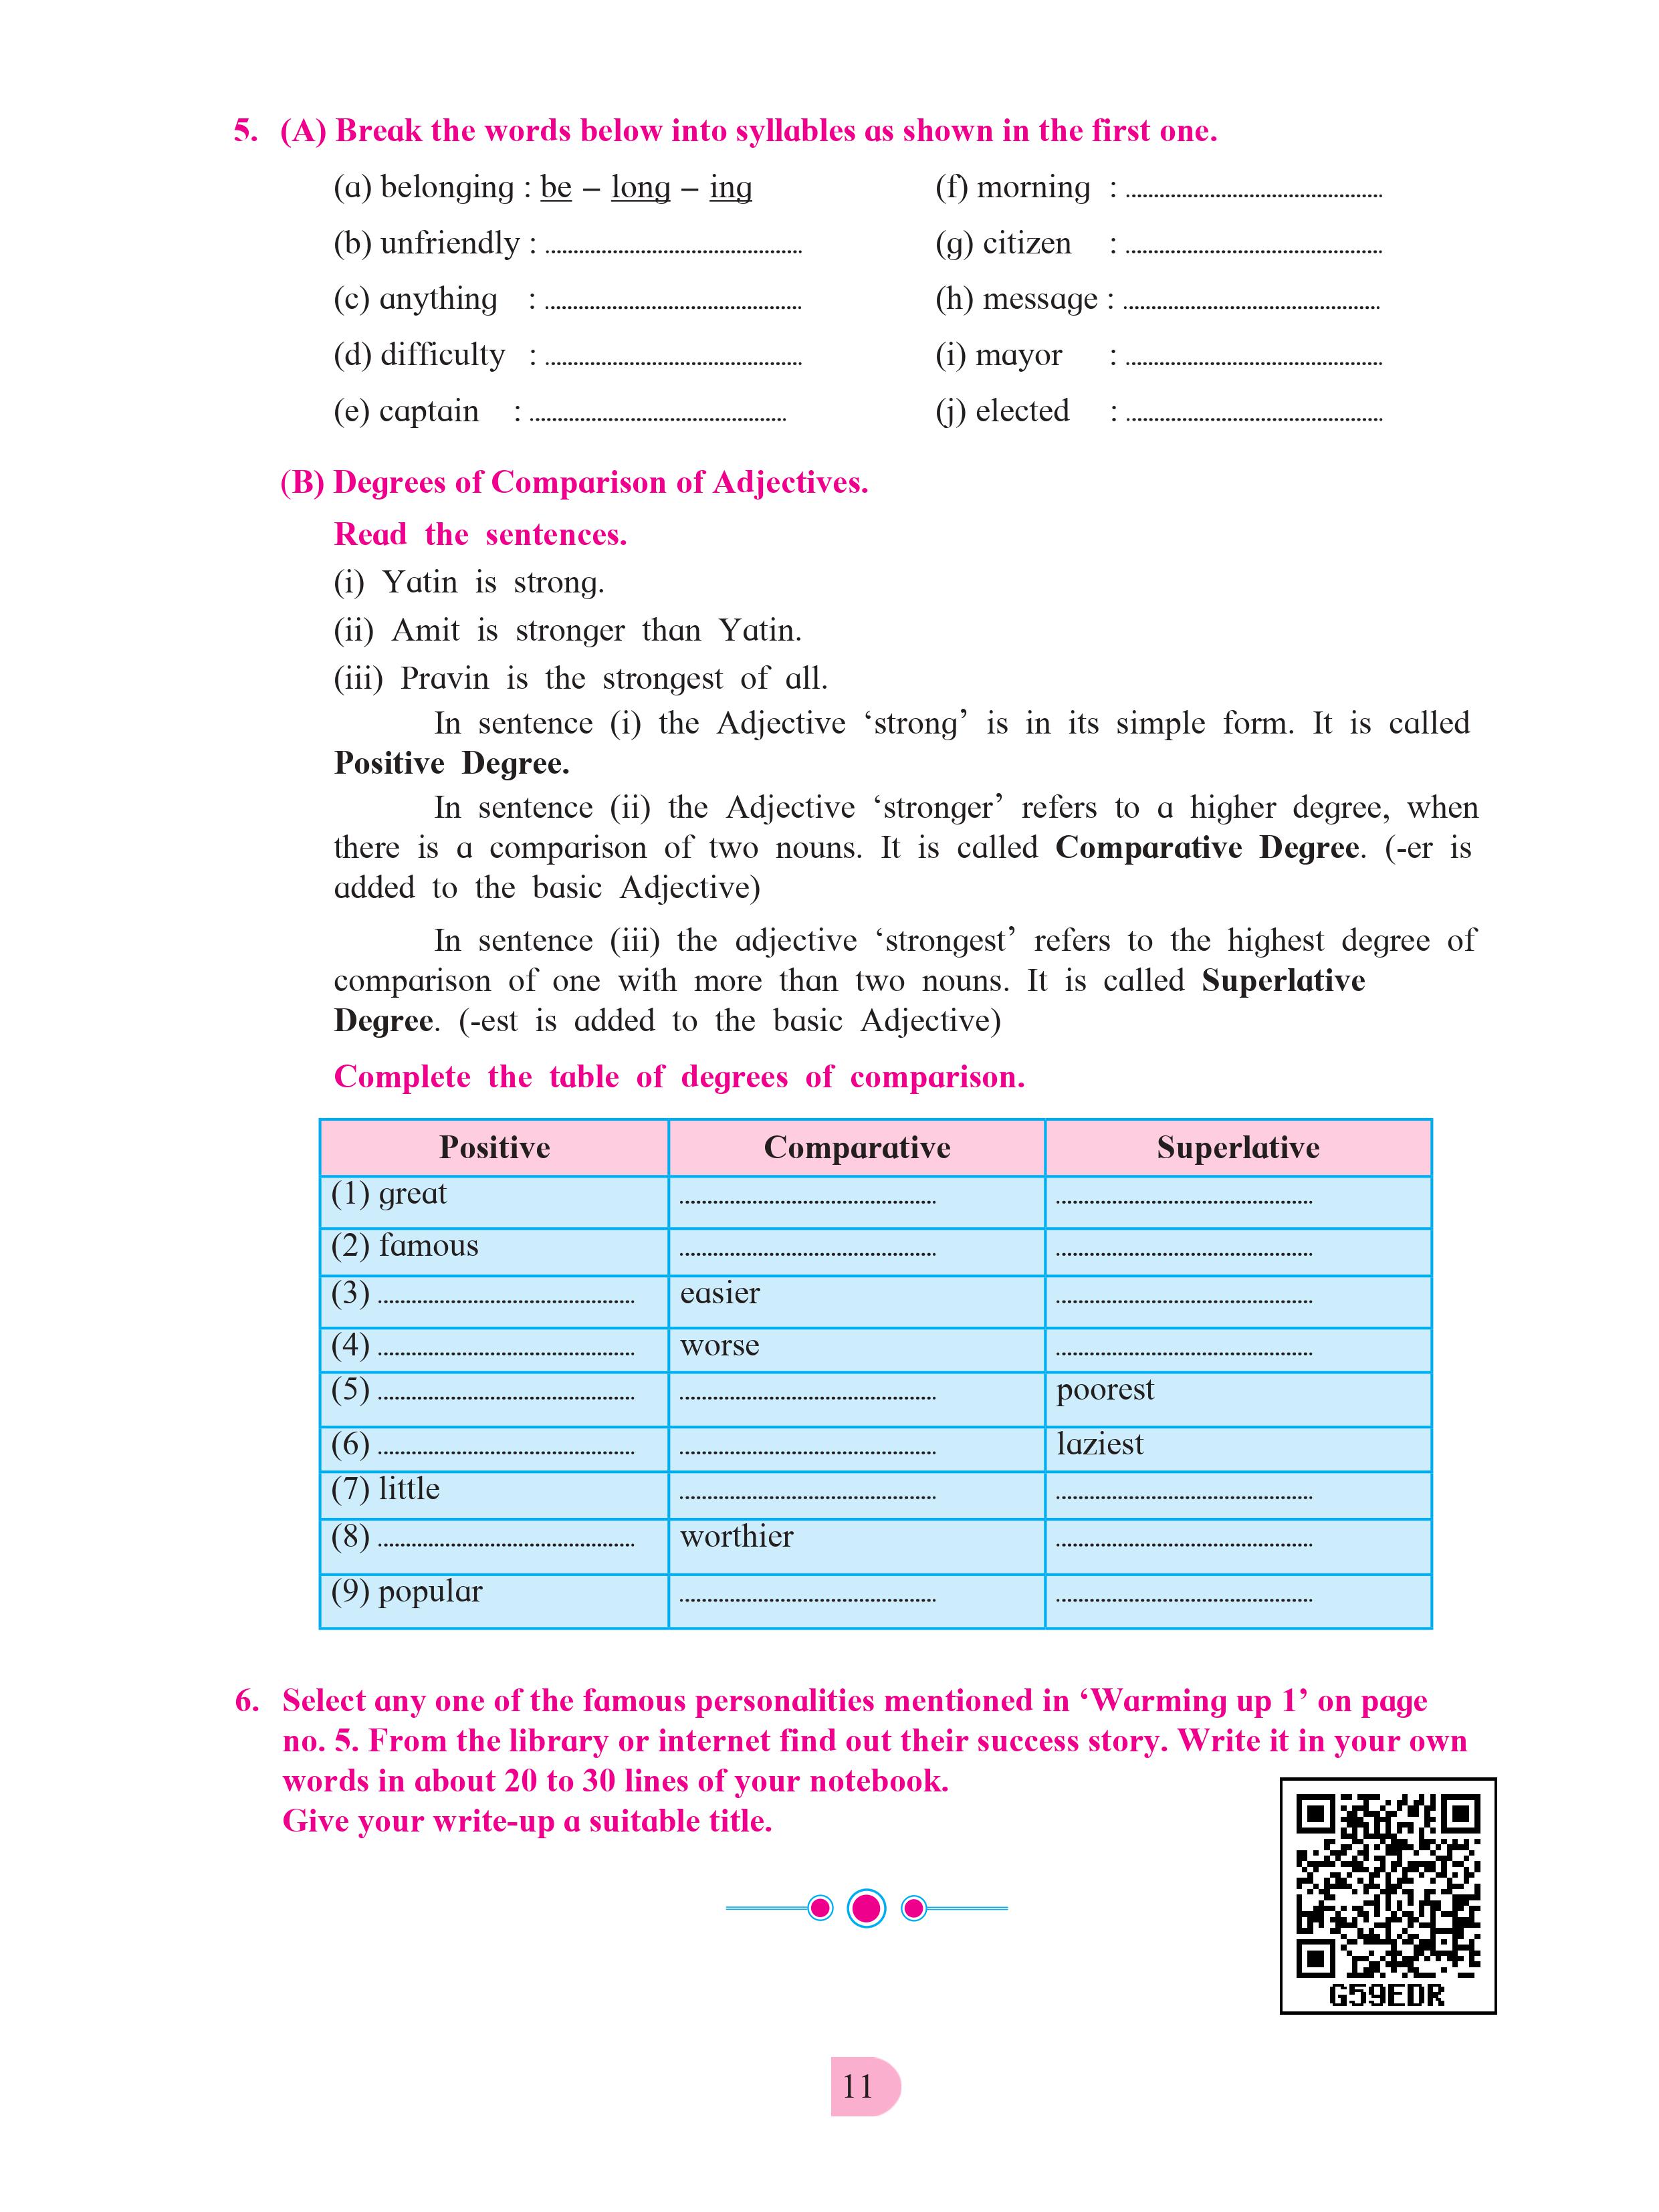 5. (A) Break the words below into syllables as shown in the first one.
(a) belonging : be – long – ing
(f) morning : ..............................................
(b) unfriendly : ..............................................
(g) citizen : ..............................................
(c) anything : ..............................................
(h) message : ..............................................
(d) difficulty : ..............................................
(i) mayor : ..............................................
(e) captain : ..............................................
(j) elected : ..............................................
(B) Degrees of Comparison of Adjectives.
Read the sentences.
(i) Yatin is strong.
(ii) Amit is stronger than Yatin.
(iii) Pravin is the strongest of all.
In sentence (i) the Adjective ‘strong’ is in its simple form. It is called
Positive Degree.
In sentence (ii) the Adjective ‘stronger’ refers to a higher degree, when
there is a comparison of two nouns. It is called Comparative Degree. (-er is
added to the basic Adjective)
In sentence (iii) the adjective ‘strongest’ refers to the highest degree of
comparison of one with more than two nouns. It is called Superlative
Degree. (-est is added to the basic Adjective)
Complete the table of degrees of comparison.
Positive Comparative Superlative
(1) great .............................................. ..............................................
(2) famous .............................................. ..............................................
(3) .............................................. easier ..............................................
(4) .............................................. worse ..............................................
(5) .............................................. .............................................. poorest
(6) .............................................. .............................................. laziest
(7) little .............................................. ..............................................
(8) .............................................. worthier ..............................................
(9) popular .............................................. ..............................................
6. Select any one of the famous personalities mentioned in ‘Warming up 1’ on page
no. 5. From the library or internet find out their success story. Write it in your own
words in about 20 to 30 lines of your notebook.
Give your write-up a suitable title.
G59EDR
11